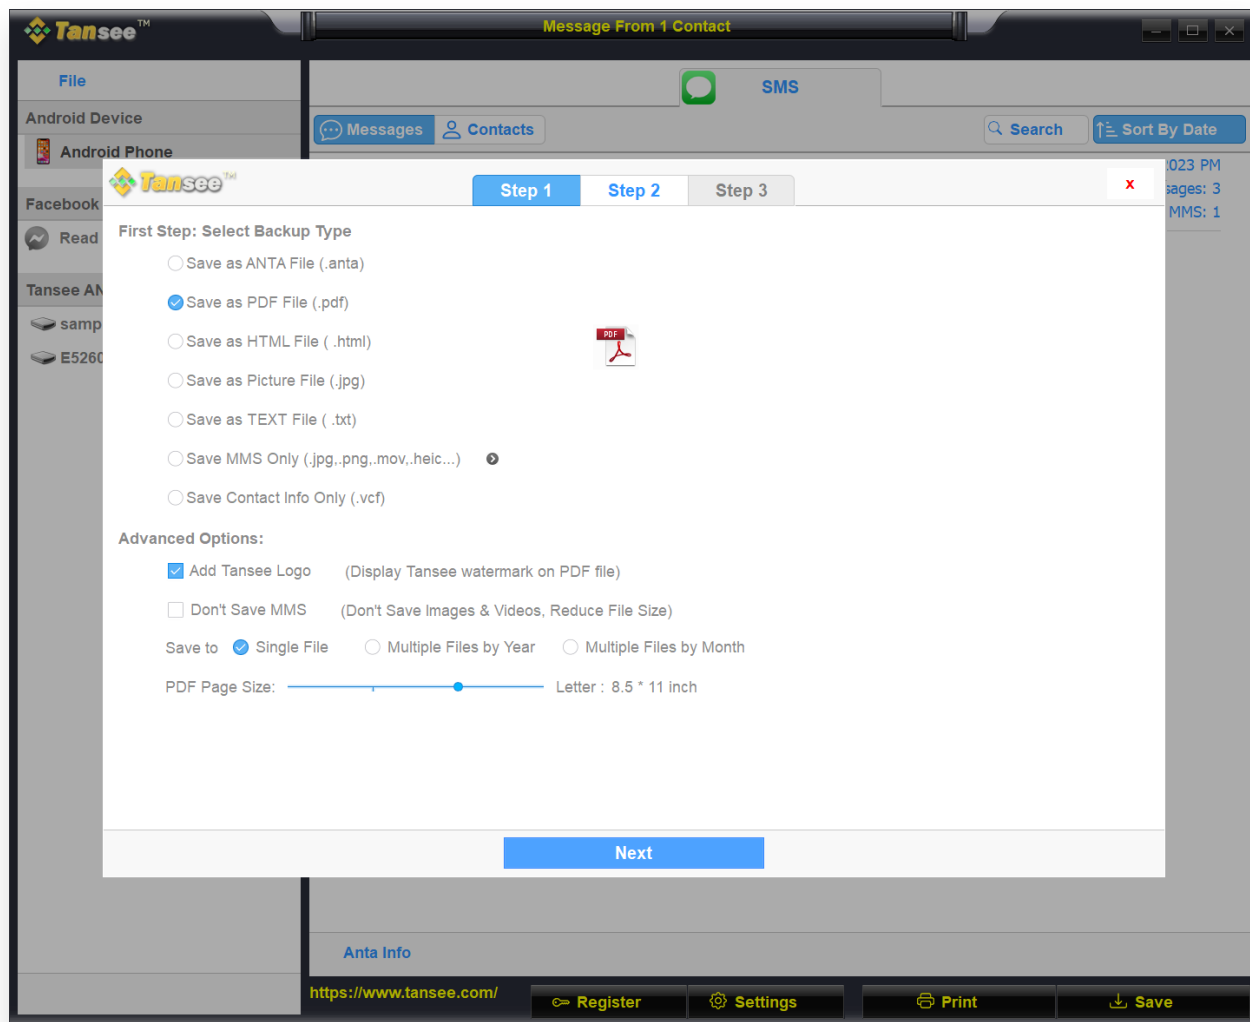 Tansee™
Message From 1 Contact
File
SMS
Android Device
Messages
Contacts
Search
Sort By Date
Android Phone
023 PM
Tansee™
Step 1
Step 2
Step 3
x
sages: 3
Facebook
MMS: 1
Read
First Step: Select Backup Type
Save as ANTA File (.anta)
Tansee AN
Save as PDF File (.pdf)
samp
Save as HTML File ( .html)
PDF
E5260
Save as Picture File (.jpg)
Save as TEXT File ( .txt)
Save MMS Only (.jpg,.png,.mov,.heic...)
Save Contact Info Only (.vcf)
Advanced Options:
Add Tansee Logo (Display Tansee watermark on PDF file)
Don't Save MMS (Don't Save Images & Videos, Reduce File Size)
Save to Single File Multiple Files by Year Multiple Files by Month
PDF Page Size: Letter : 8.5 * 11 inch
Next
Anta Info
https://www.tansee.com/
Register
Settings
Print
Save